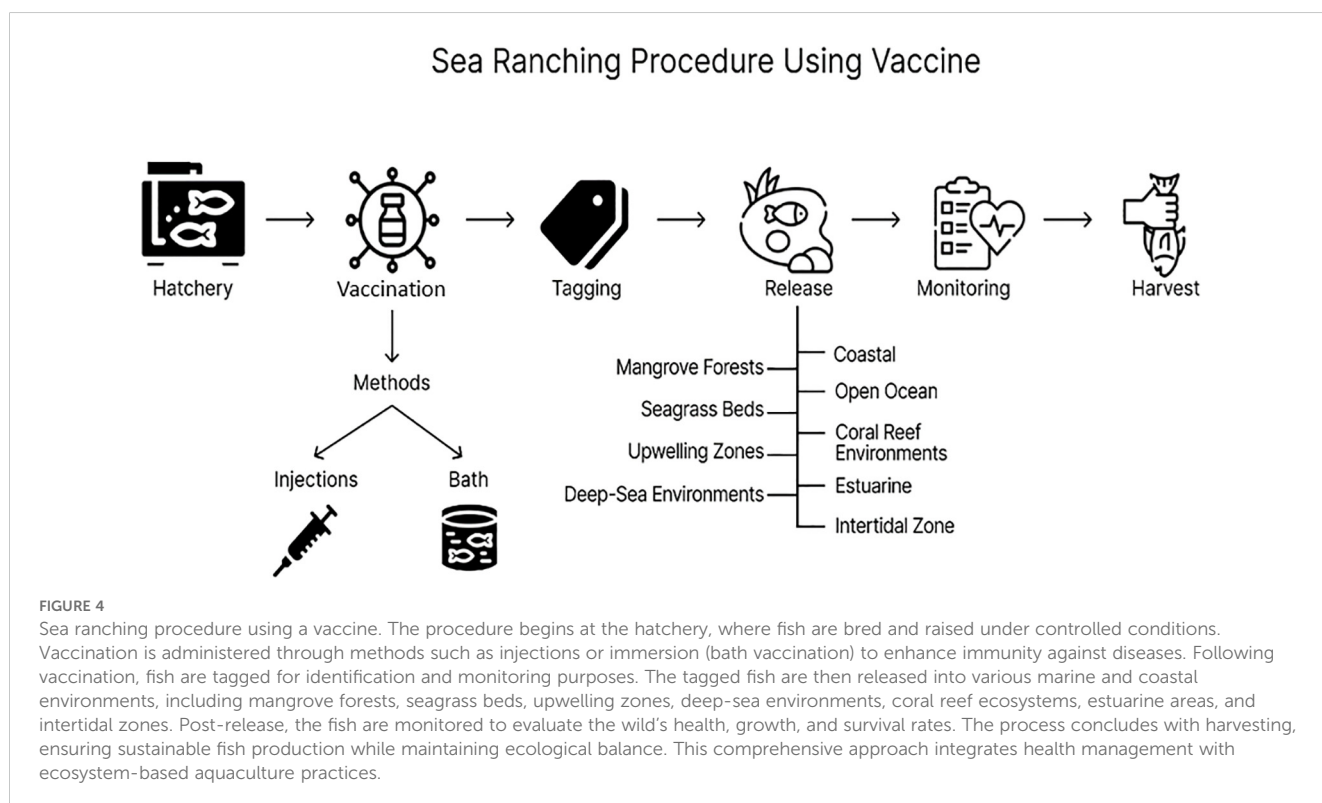 Sea Ranching Procedure Using Vaccine
Hatchery
Vaccination
Tagging
Release
Monitoring
Harvest
Methods
Injections
Bath
Mangrove Forests
Seagrass Beds
Upwelling Zones
Deep-Sea Environments
Coastal
Open Ocean
Coral Reef
Environments
Estuarine
Intertidal Zone
FIGURE 4
Sea ranching procedure using a vaccine. The procedure begins at the hatchery, where fish are bred and raised under controlled conditions.
Vaccination is administered through methods such as injections or immersion (bath vaccination) to enhance immunity against diseases. Following
vaccination, fish are tagged for identification and monitoring purposes. The tagged fish are then released into various marine and coastal
environments, including mangrove forests, seagrass beds, upwelling zones, deep-sea environments, coral reef ecosystems, estuarine areas, and
intertidal zones. Post-release, the fish are monitored to evaluate the wild's health, growth, and survival rates. The process concludes with harvesting,
ensuring sustainable fish production while maintaining ecological balance. This comprehensive approach integrates health management with
ecosystem-based aquaculture practices.